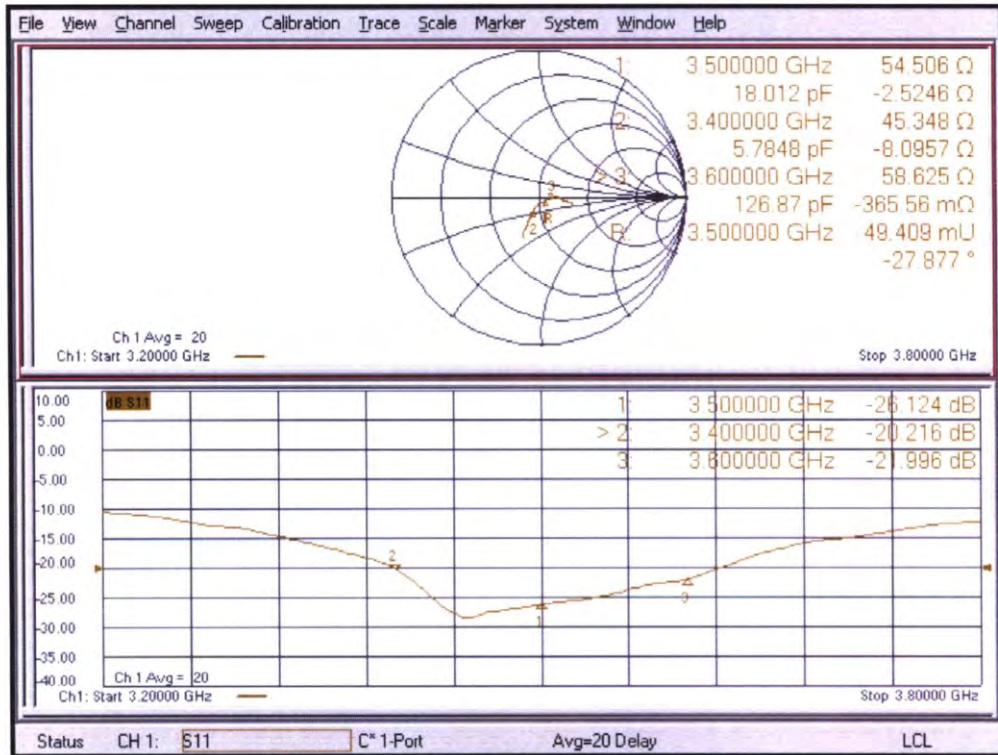 File View Channel Sweep Calibration Trace Scale Marker System Window Help
1: 3.500000 GHz 54.506 Ω
18.012 pF -2.5246 Ω
2: 3.400000 GHz 45.348 Ω
5.7848 pF -8.0957 Ω
> 3: 3.600000 GHz 58.625 Ω
126.87 pF -365.56 mΩ
R: 3.500000 GHz 49.409 mU
-27.877 °
3
R
2
Ch 1 Avg = 20
Ch1: Start 3.20000 GHz Stop 3.80000 GHz
dB S11
1: 3.500000 GHz -26.124 dB
> 2: 3.400000 GHz -20.216 dB
3: 3.600000 GHz -21.996 dB
10.00
5.00
0.00
-5.00
-10.00
-15.00
-20.00
-25.00
-30.00
-35.00
-40.00
2
1
3
Ch 1 Avg = 20
Ch1: Start 3.20000 GHz Stop 3.80000 GHz
Status CH 1: S11 C* 1-Port Avg=20 Delay LCL